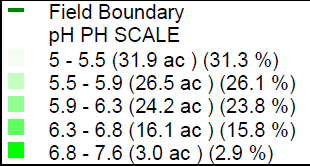 Field Boundary
pH PH SCALE
5 - 5.5 (31.9 ac ) (31.3 %)
5.5 - 5.9 (26.5 ac ) (26.1 %)
5.9 - 6.3 (24.2 ac ) (23.8 %)
6.3 - 6.8 (16.1 ac ) (15.8 %)
6.8 - 7.6 (3.0 ac ) (2.9 %)